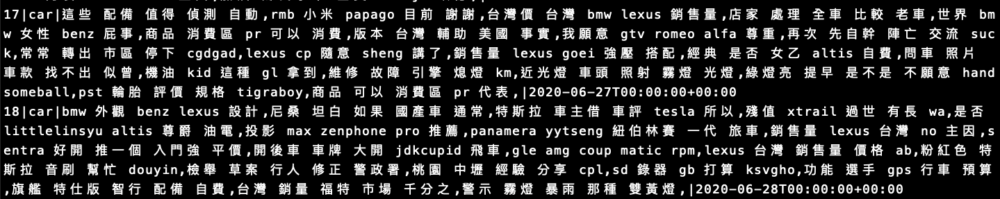 17|car|這些 配備 值得 偵測 自動,rmb 小米 papago 目前 謝謝,台灣價 台灣 bmw lexus 銷售量,店家 處理 全車 比較 老車,世界 bm
w 女性 benz 屁事,商品 消費區 pr 可以 消費,版本 台灣 輔助 美國 事實,我願意 gtv romeo alfa 尊重,再次 先自幹 陣亡 交流 suc
k,常常 轉出 市區 停下 cgdgad,lexus cp 隨意 sheng 講了,銷售量 lexus goei 強壓 搭配,經典 是否 女乙 altis 自費,問車 照片
車款 找不出 似曾,機油 kid 這種 gl 拿到,維修 故障 引擎 熄燈 km,近光燈 車頭 照射 霧燈 光燈,綠燈亮 提早 是不是 不願意 hand
someball,pst 輪胎 評價 規格 tigraboy,商品 可以 消費區 pr 代表,|2020-06-27T00:00:00+00:00
18|car|bmw 外觀 benz lexus 設計,尼桑 坦白 如果 國產車 通常,特斯拉 車主借 車評 tesla 所以,殘值 xtrail 過世 有長 wa,是否
littlelinsyu altis 尊爵 油電,投影 max zenphone pro 推薦,panamera yytseng 紐伯林賽 一代 旅車,銷售量 lexus 台灣 no 主因,s
entra 好開 推一個 入門強 平價,開後車 車牌 大開 jdkcupid 飛車,gle amg coup matic rpm,lexus 台灣 銷售量 價格 ab,粉紅色 特
斯拉 音刷 幫忙 douyin,檢舉 草案 行人 修正 警政署,桃園 中壢 經驗 分享 cpl,sd 錄器 gb 打算 ksvgho,功能 選手 gps 行車 預算
,旗艦 特仕版 智行 配備 自費,台灣 銷量 福特 市場 千分之,警示 霧燈 暴雨 那種 雙黃燈,|2020-06-28T00:00:00+00:00